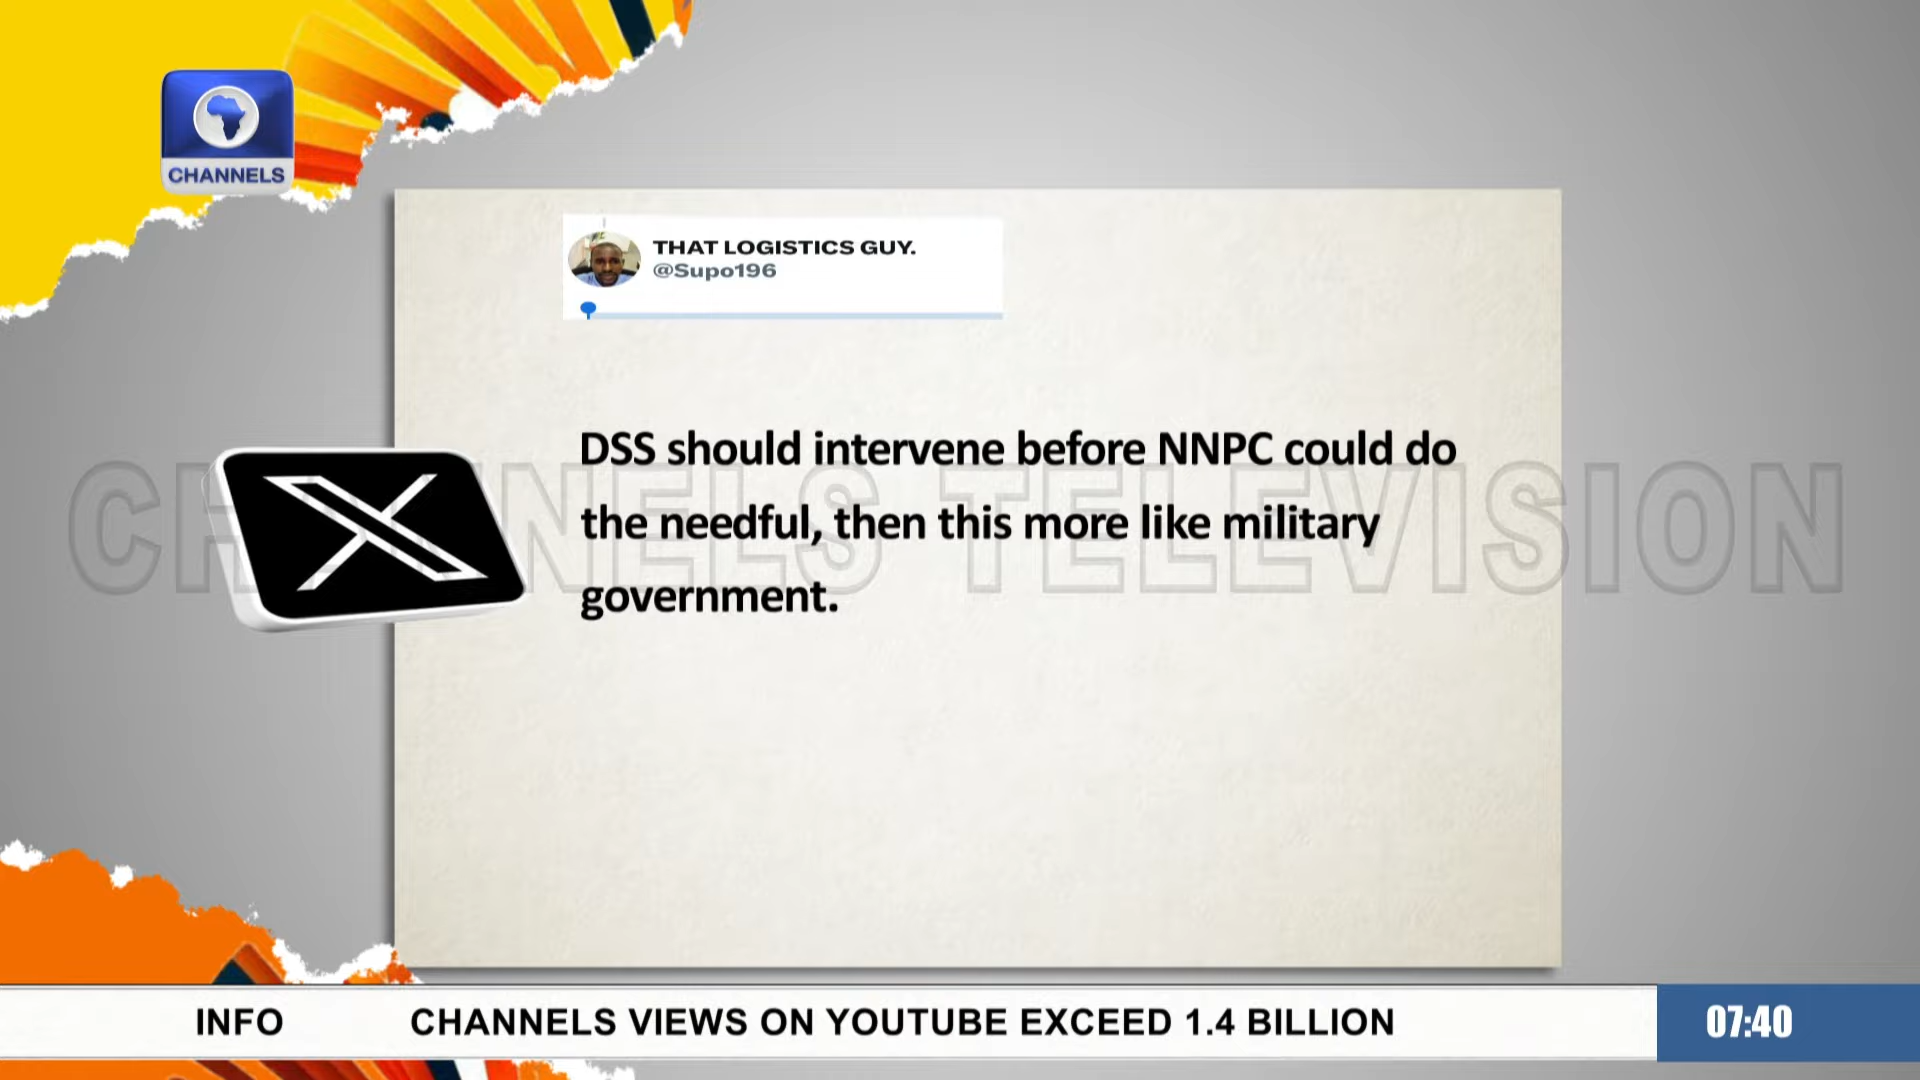 CHANNELS
THAT LOGISTICS GUY.
@Supo196
DSS should intervene before NNPC could do
the needful, then this more like military
government.
CHANNELS TELEVISION
INFO
CHANNELS VIEWS ON YOUTUBE EXCEED 1.4 BILLION
07:40